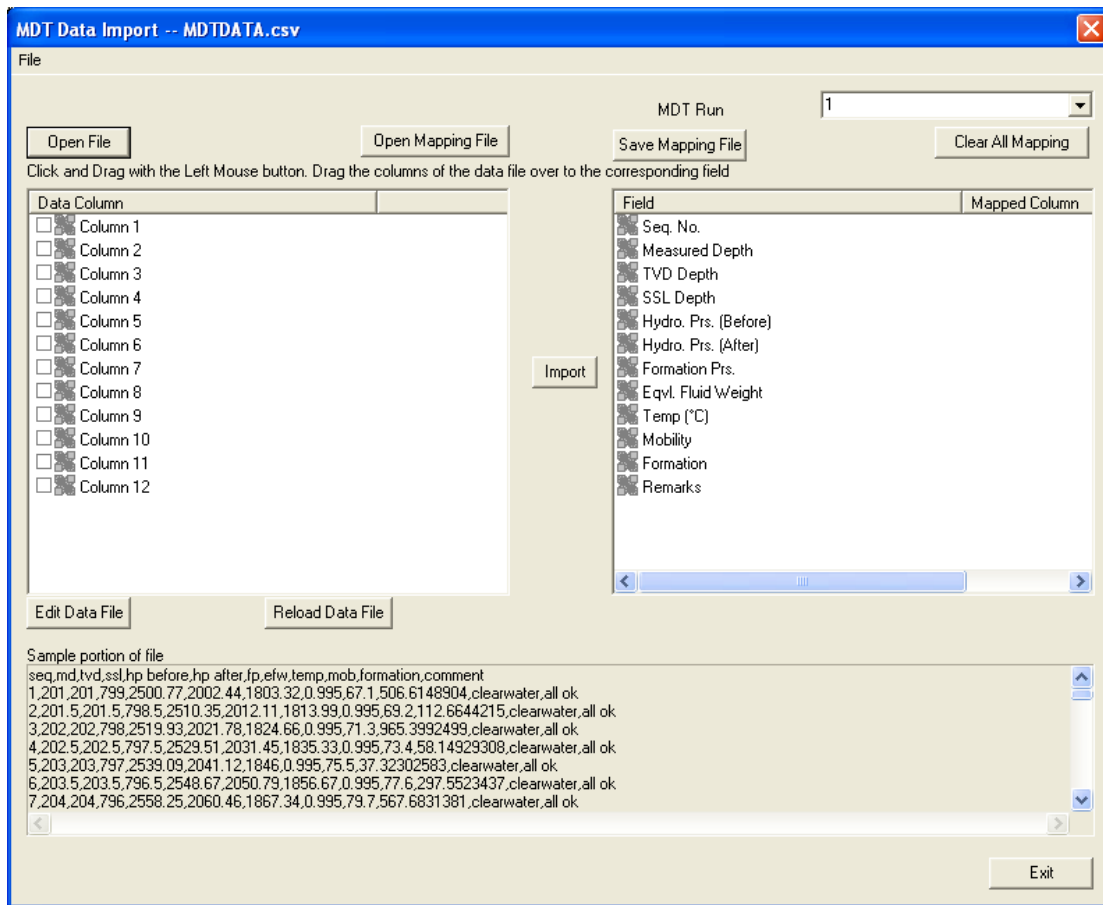 MDT Data Import -- MDTDATA.csv
File
MDT Run
1
Open File
Open Mapping File
Save Mapping File
Clear All Mapping
Click and Drag with the Left Mouse button. Drag the columns of the data file over to the corresponding field
Data Column
Column 1
Column 2
Column 3
Column 4
Column 5
Column 6
Column 7
Column 8
Column 9
Column 10
Column 11
Column 12
Import
Field Mapped Column
Seq. No.
Measured Depth
TVD Depth
SSL Depth
Hydro. Prs. (Before)
Hydro. Prs. (After)
Formation Prs.
Eqvl. Fluid Weight
Temp (°C)
Mobility
Formation
Remarks
Edit Data File
Reload Data File
Sample portion of file
seq,md,tvd,ssl,hp before,hp after,fp,efw,temp,mob,formation,comment
1,201,201,799,2500.77,2002.44,1803.32,0.995,67.1,506.6148904,clearwater,all ok
2,201.5,201.5,798.5,2510.35,2012.11,1813.99,0.995,69.2,112.6644215,clearwater,all ok
3,202,202,798,2519.93,2021.78,1824.66,0.995,71.3,965.3992499,clearwater,all ok
4,202.5,202.5,797.5,2529.51,2031.45,1835.33,0.995,73.4,58.14929308,clearwater,all ok
5,203,203,797,2539.09,2041.12,1846,0.995,75.5,37.32302583,clearwater,all ok
6,203.5,203.5,796.5,2548.67,2050.79,1856.67,0.995,77.6,297.5523437,clearwater,all ok
7,204,204,796,2558.25,2060.46,1867.34,0.995,79.7,567.6831381,clearwater,all ok
Exit